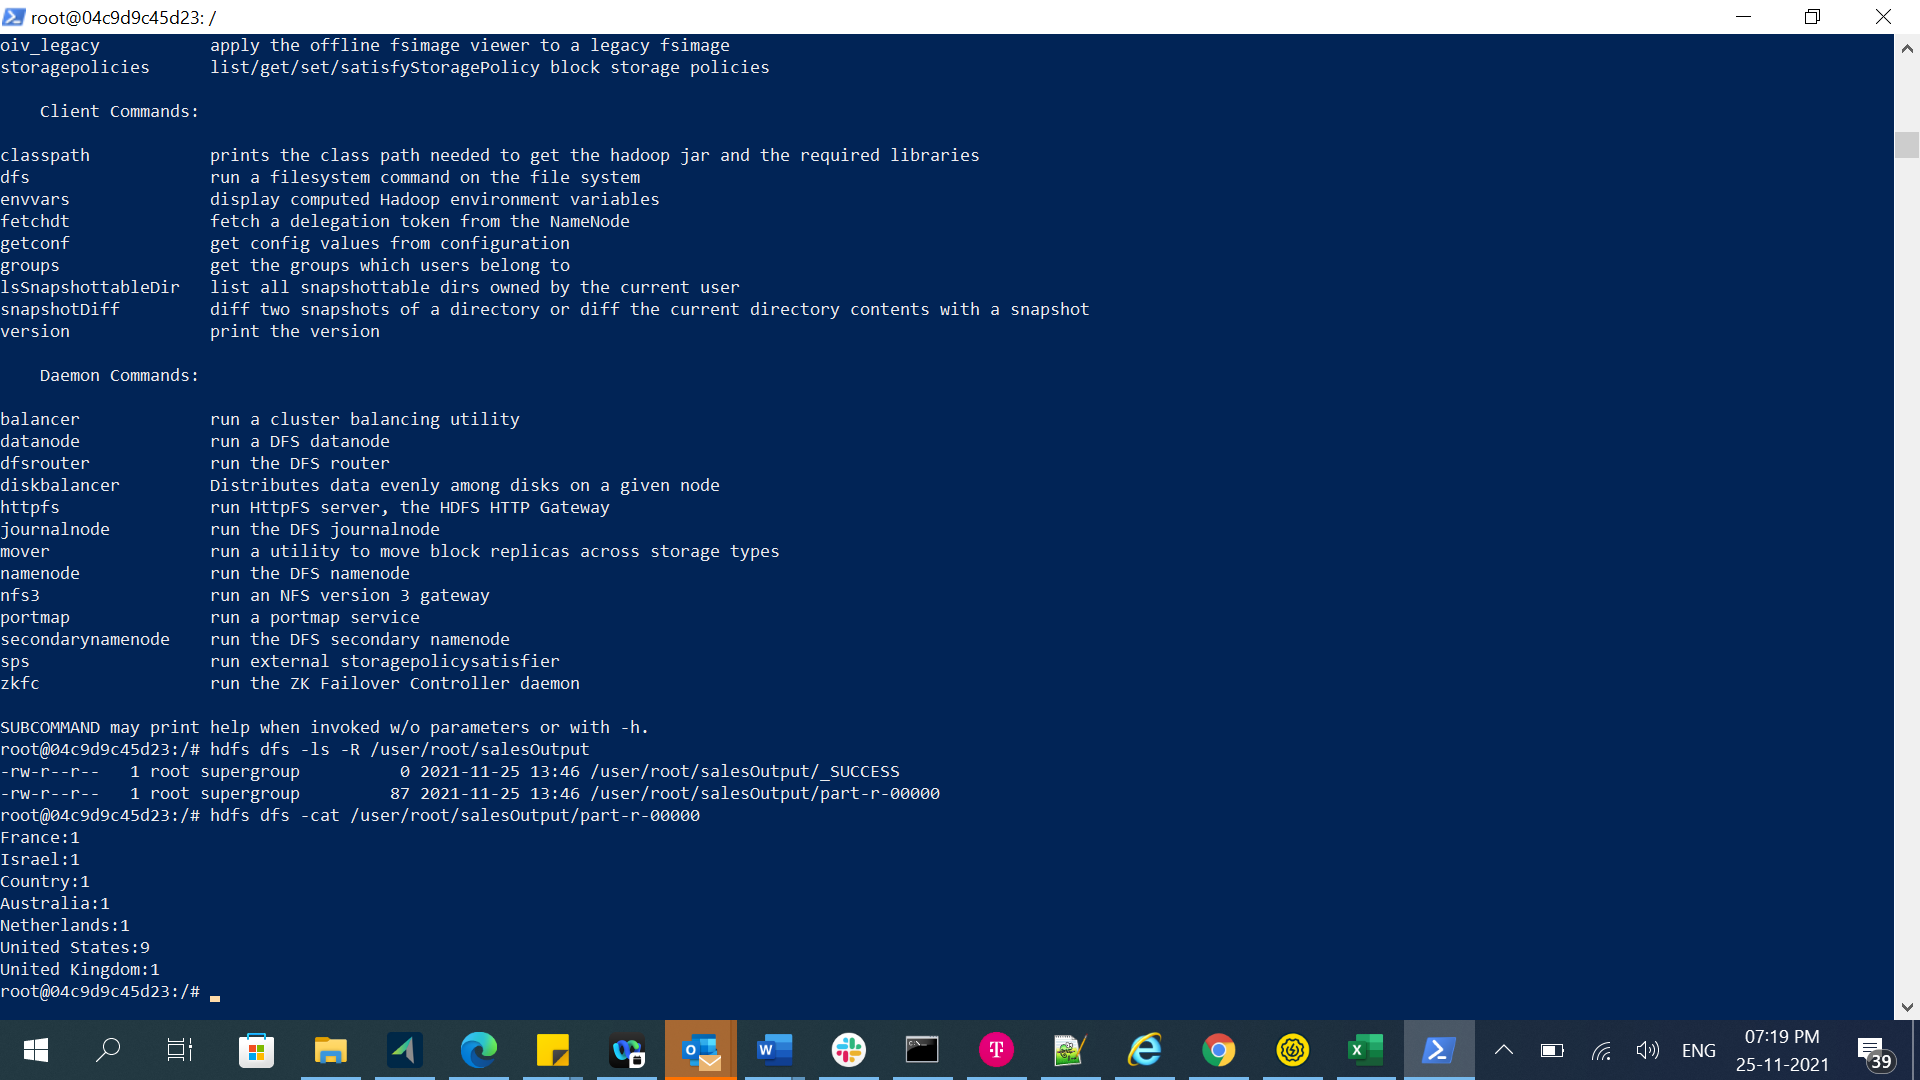 root@04c9d9c45d23: /
oiv_legacy           apply the offline fsimage viewer to a legacy fsimage
storagepolicies      list/get/set/satisfyStoragePolicy block storage policies
    Client Commands:
classpath            prints the class path needed to get the hadoop jar and the required libraries
dfs                  run a filesystem command on the file system
envvars              display computed Hadoop environment variables
fetchdt              fetch a delegation token from the NameNode
getconf              get config values from configuration
groups               get the groups which users belong to
lsSnapshottableDir   list all snapshottable dirs owned by the current user
snapshotDiff         diff two snapshots of a directory or diff the current directory contents with a snapshot
version              print the version
    Daemon Commands:
balancer             run a cluster balancing utility
datanode             run a DFS datanode
dfsrouter            run the DFS router
diskbalancer         Distributes data evenly among disks on a given node
httpfs               run HttpFS server, the HDFS HTTP Gateway
journalnode          run the DFS journalnode
mover                run a utility to move block replicas across storage types
namenode             run the DFS namenode
nfs3                 run an NFS version 3 gateway
portmap              run a portmap service
secondarynamenode    run the DFS secondary namenode
sps                  run external storagepolicysatisfier
zkfc                 run the ZK Failover Controller daemon
SUBCOMMAND may print help when invoked w/o parameters or with -h.
root@04c9d9c45d23:/# hdfs dfs -ls -R /user/root/salesOutput
-rw-r--r--   1 root supergroup          0 2021-11-25 13:46 /user/root/salesOutput/_SUCCESS
-rw-r--r--   1 root supergroup         87 2021-11-25 13:46 /user/root/salesOutput/part-r-00000
root@04c9d9c45d23:/# hdfs dfs -cat /user/root/salesOutput/part-r-00000
France:1
Israel:1
Country:1
Australia:1
Netherlands:1
United States:9
United Kingdom:1
root@04c9d9c45d23:/#
ENG
07:19 PM
25-11-2021
39